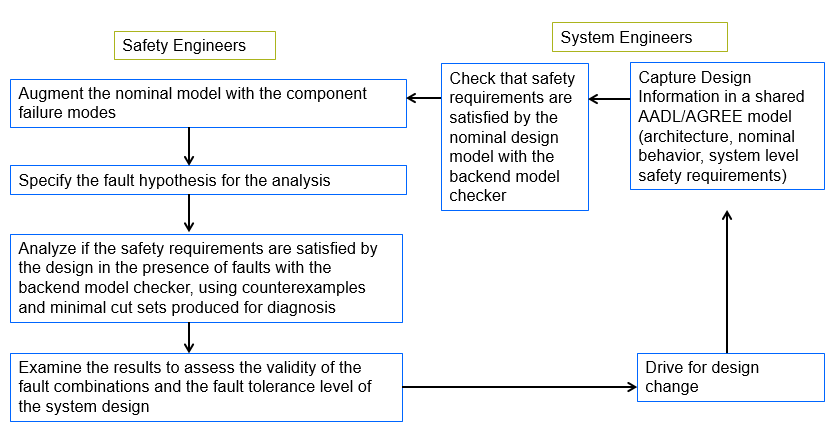 Safety Engineers
System Engineers
Augment the nominal model with the component
failure modes
Check that safety
requirements are
satisfied by the
nominal design
model with the
backend model
checker
Capture Design
Information in a shared
AADL/AGREE model
(architecture, nominal
behavior, system level
safety requirements)
Specify the fault hypothesis for the analysis
Analyze if the safety requirements are satisfied by
the design in the presence of faults with the
backend model checker, using counterexamples
and minimal cut sets produced for diagnosis
Examine the results to assess the validity of the
fault combinations and the fault tolerance level of
the system design
Drive for design
change